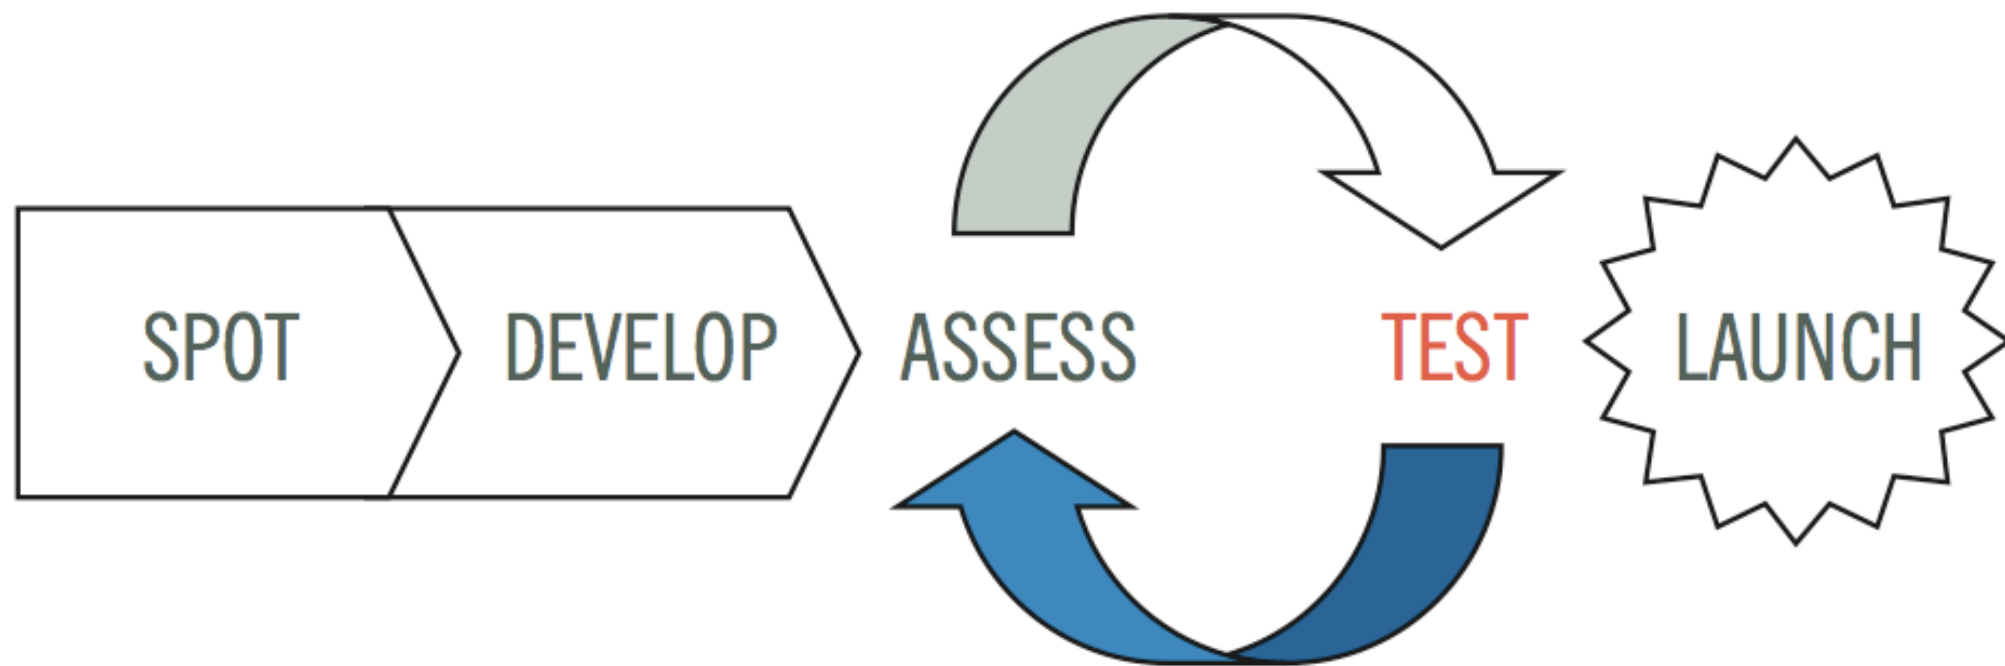 SPOT
DEVELOP
ASSESS
TEST
LAUNCH